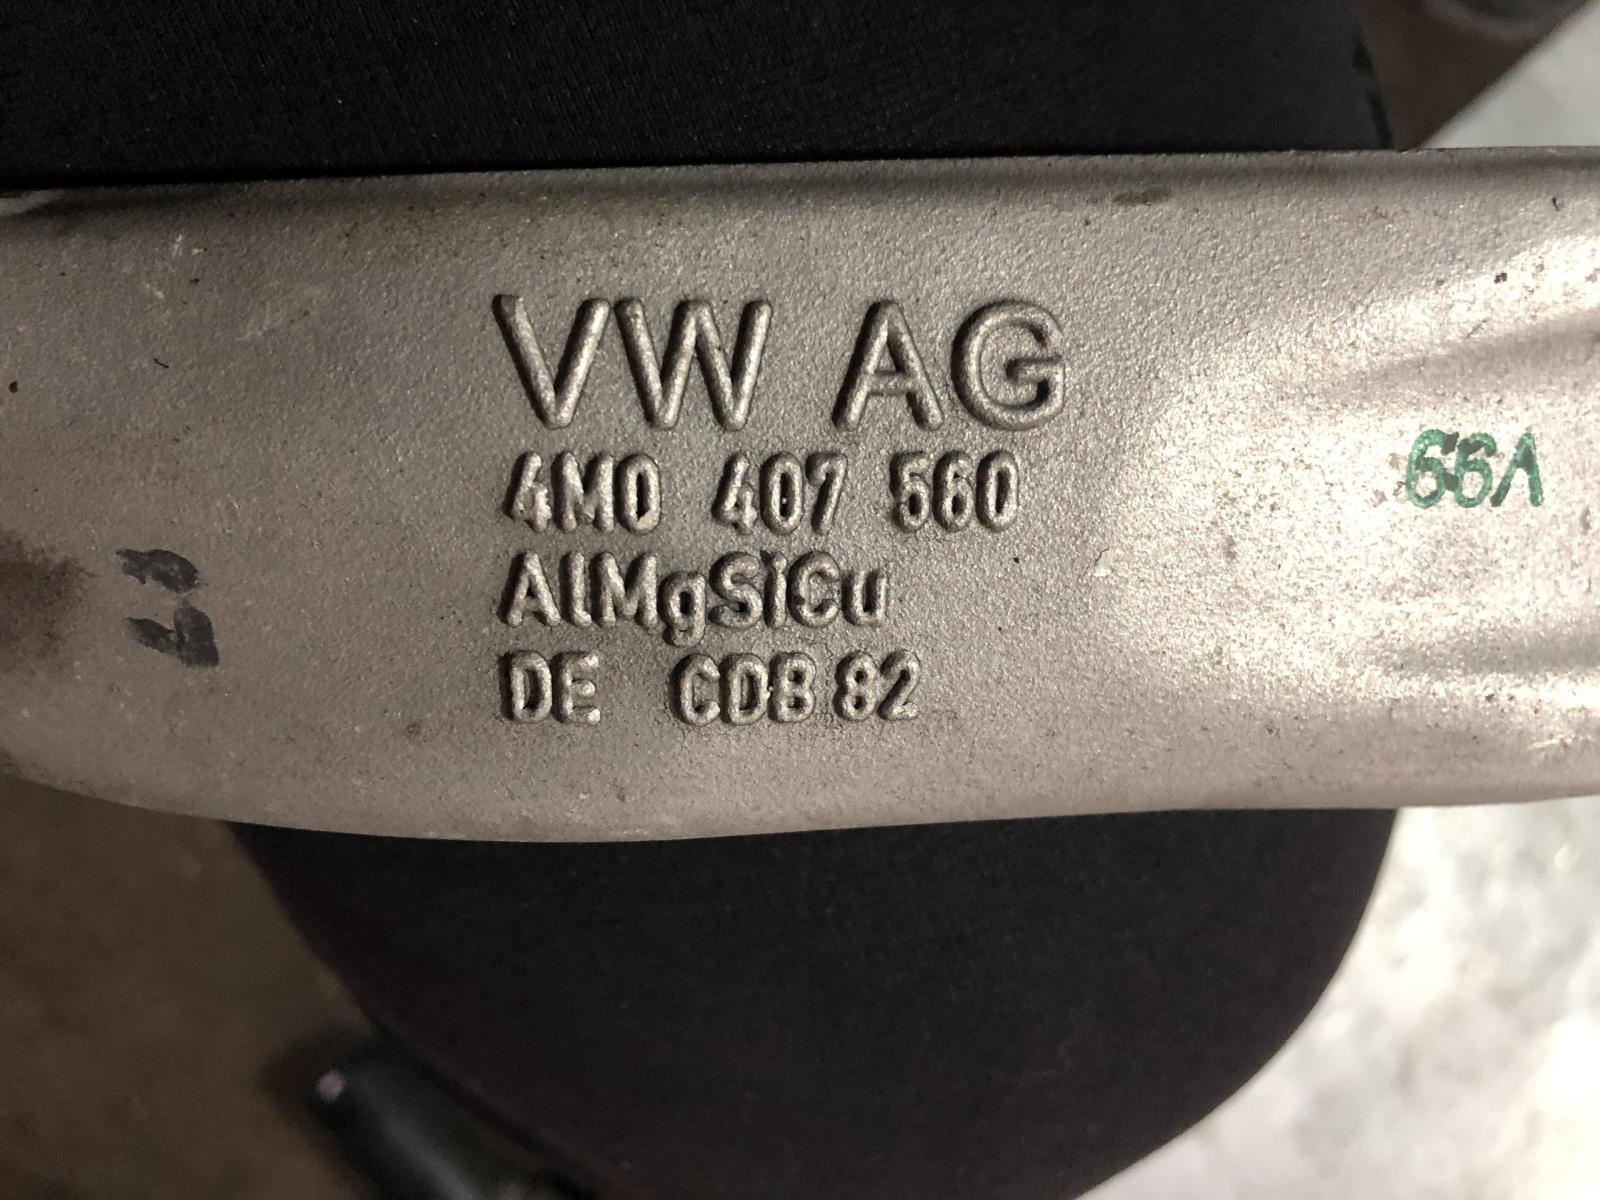 VW AG
4M0 407 560
AlMgSiCu
DE CDB 82
66A